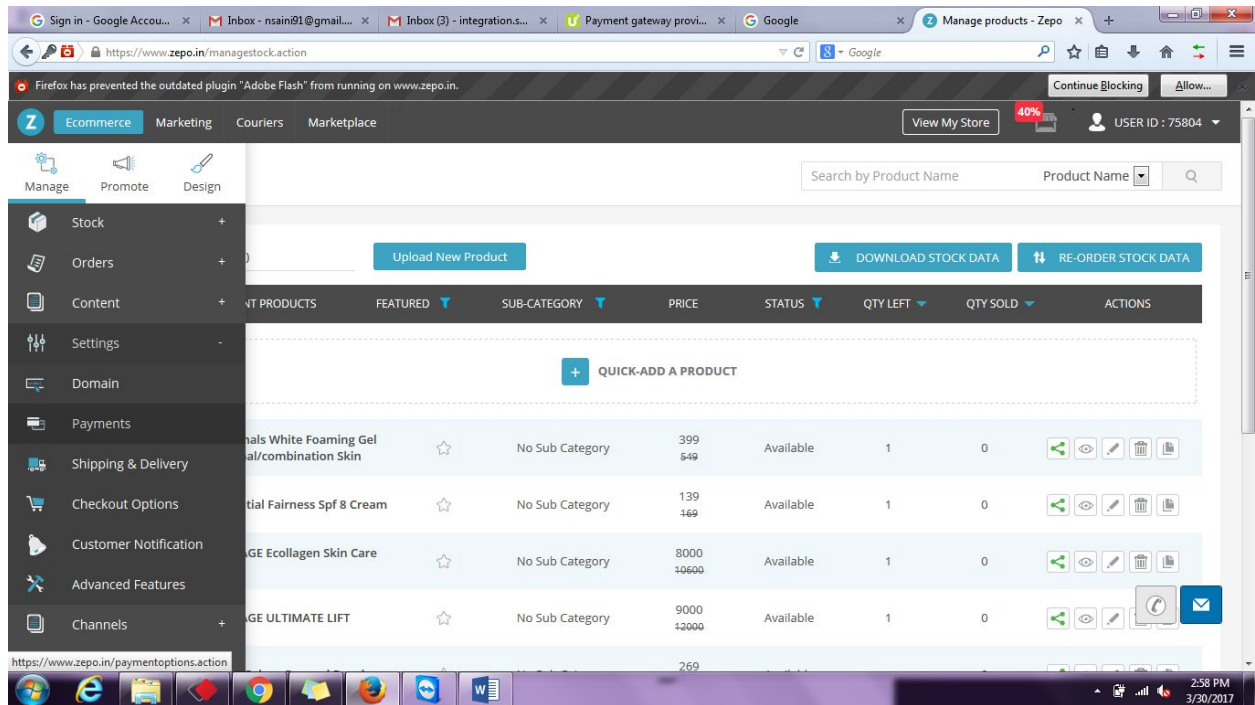 Sign in - Google Accou... × Inbox - nsaini91@gmail.... × Inbox (3) - integration.s... × Payment gateway provi... × Google × Manage products - Zepo × +
https://www.zepo.in/managestock.action Google
Firefox has prevented the outdated plugin "Adobe Flash" from running on www.zepo.in. Continue Blocking Allow...
Z Ecommerce Marketing Couriers Marketplace View My Store 40% USER ID : 75804
Manage Promote Design Search by Product Name Product Name
Stock +
Orders + ) Upload New Product DOWNLOAD STOCK DATA RE-ORDER STOCK DATA
Content + NT PRODUCTS FEATURED SUB-CATEGORY PRICE STATUS QTY LEFT QTY SOLD ACTIONS
Settings -
Domain + QUICK-ADD A PRODUCT
Payments
nals White Foaming Gel
al/combination Skin No Sub Category 399 549 Available 1 0
Shipping & Delivery
Checkout Options tial Fairness Spf 8 Cream No Sub Category 139 169 Available 1 0
Customer Notification
AGE Ecollagen Skin Care No Sub Category 8000 10600 Available 1 0
Advanced Features
Channels + AGE ULTIMATE LIFT No Sub Category 9000 12000 Available 1 0
https://www.zepo.in/paymentoptions.action 269
2:58 PM
3/30/2017